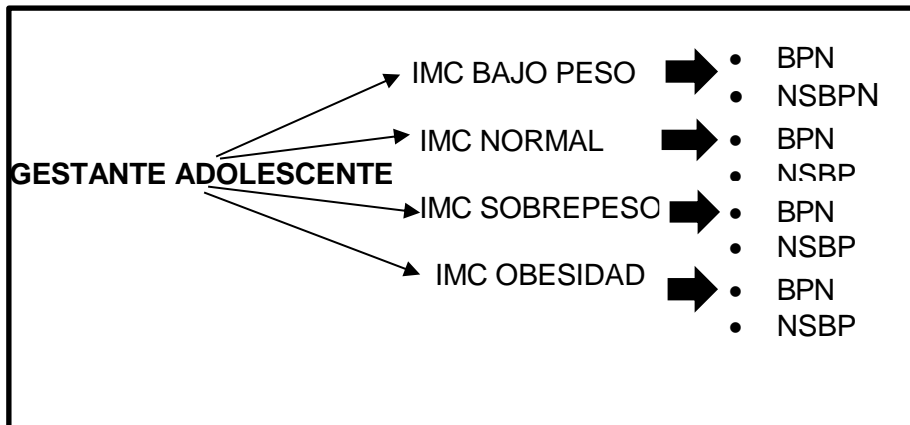 GESTANTE ADOLESCENTE
IMC BAJO PESO
• BPN
• NSBPN
IMC NORMAL
• BPN
• NSBP
IMC SOBREPESO
• BPN
• NSBP
IMC OBESIDAD
• BPN
• NSBP